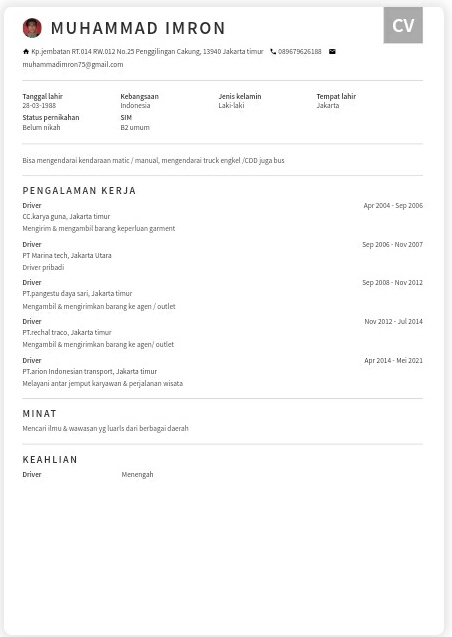 MUHAMMAD IMRON
CV
Kp.jembatan RT.014 RW.012 No.25 Penggilingan Cakung, 13940 Jakarta timur 089679626188
muhammadimron75@gmail.com
Tanggal lahir Kebangsaan Jenis kelamin Tempat lahir
28-03-1988 Indonesia Laki-laki Jakarta
Status pernikahan SIM
Belum nikah B2 umum
Bisa mengendarai kendaraan matic / manual, mengendarai truck engkel /CDD juga bus
PENGALAMAN KERJA
Driver Apr 2004 - Sep 2006
CC.karya guna, Jakarta timur
Mengirim & mengambil barang keperluan garment
Driver Sep 2006 - Nov 2007
PT Marina tech, Jakarta Utara
Driver pribadi
Driver Sep 2008 - Nov 2012
PT.pangestu daya sari, Jakarta timur
Mengambil & mengirimkan barang ke agen / outlet
Driver Nov 2012 - Jul 2014
PT.rechal traco, Jakarta timur
Mengambil & mengirimkan barang ke agen/ outlet
Driver Apr 2014 - Mei 2021
PT.arion Indonesian transport, Jakarta timur
Melayani antar jemput karyawan & perjalanan wisata
MINAT
Mencari ilmu & wawasan yg luarls dari berbagai daerah
KEAHLIAN
Driver Menengah